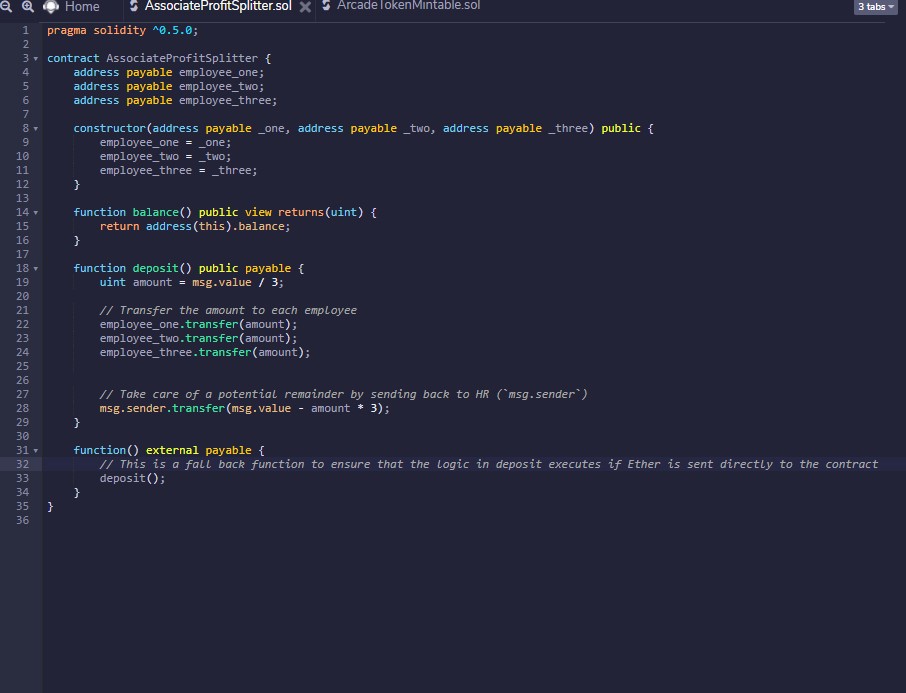 Home AssociateProfitSplitter.sol ArcadeTokenMintable.sol 3 tabs
1 pragma solidity ^0.5.0;
2
3 contract AssociateProfitSplitter {
4 address payable employee_one;
5 address payable employee_two;
6 address payable employee_three;
7
8 constructor(address payable _one, address payable _two, address payable _three) public {
9 employee_one = _one;
10 employee_two = _two;
11 employee_three = _three;
12 }
13
14 function balance() public view returns(uint) {
15 return address(this).balance;
16 }
17
18 function deposit() public payable {
19 uint amount = msg.value / 3;
20
21 // Transfer the amount to each employee
22 employee_one.transfer(amount);
23 employee_two.transfer(amount);
24 employee_three.transfer(amount);
25
26
27 // Take care of a potential remainder by sending back to HR (`msg.sender`)
28 msg.sender.transfer(msg.value - amount * 3);
29 }
30
31 function() external payable {
32 // This is a fall back function to ensure that the logic in deposit executes if Ether is sent directly to the contract
33 deposit();
34 }
35 }
36